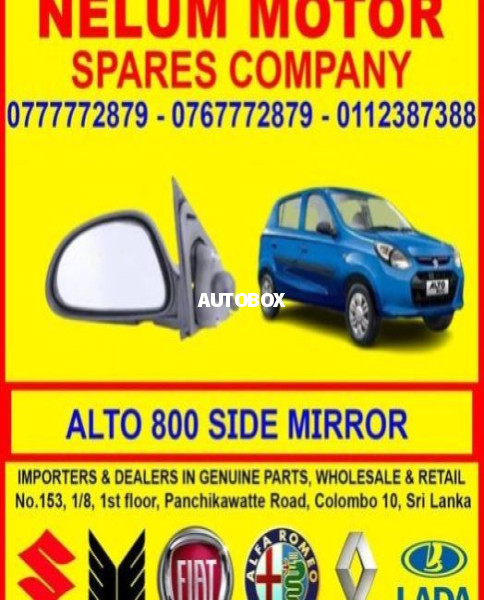 NELUM MOTOR
SPARES COMPANY
0777772879 - 0767772879 - 0112387388
AUTOBOX
ALTO
ALTO 800 SIDE MIRROR
IMPORTERS & DEALERS IN GENUINE PARTS, WHOLESALE & RETAIL
No.153, 1/8, 1st floor, Panchikawatte Road, Colombo 10, Sri Lanka
FIAT
ALFA ROMEO
LADA